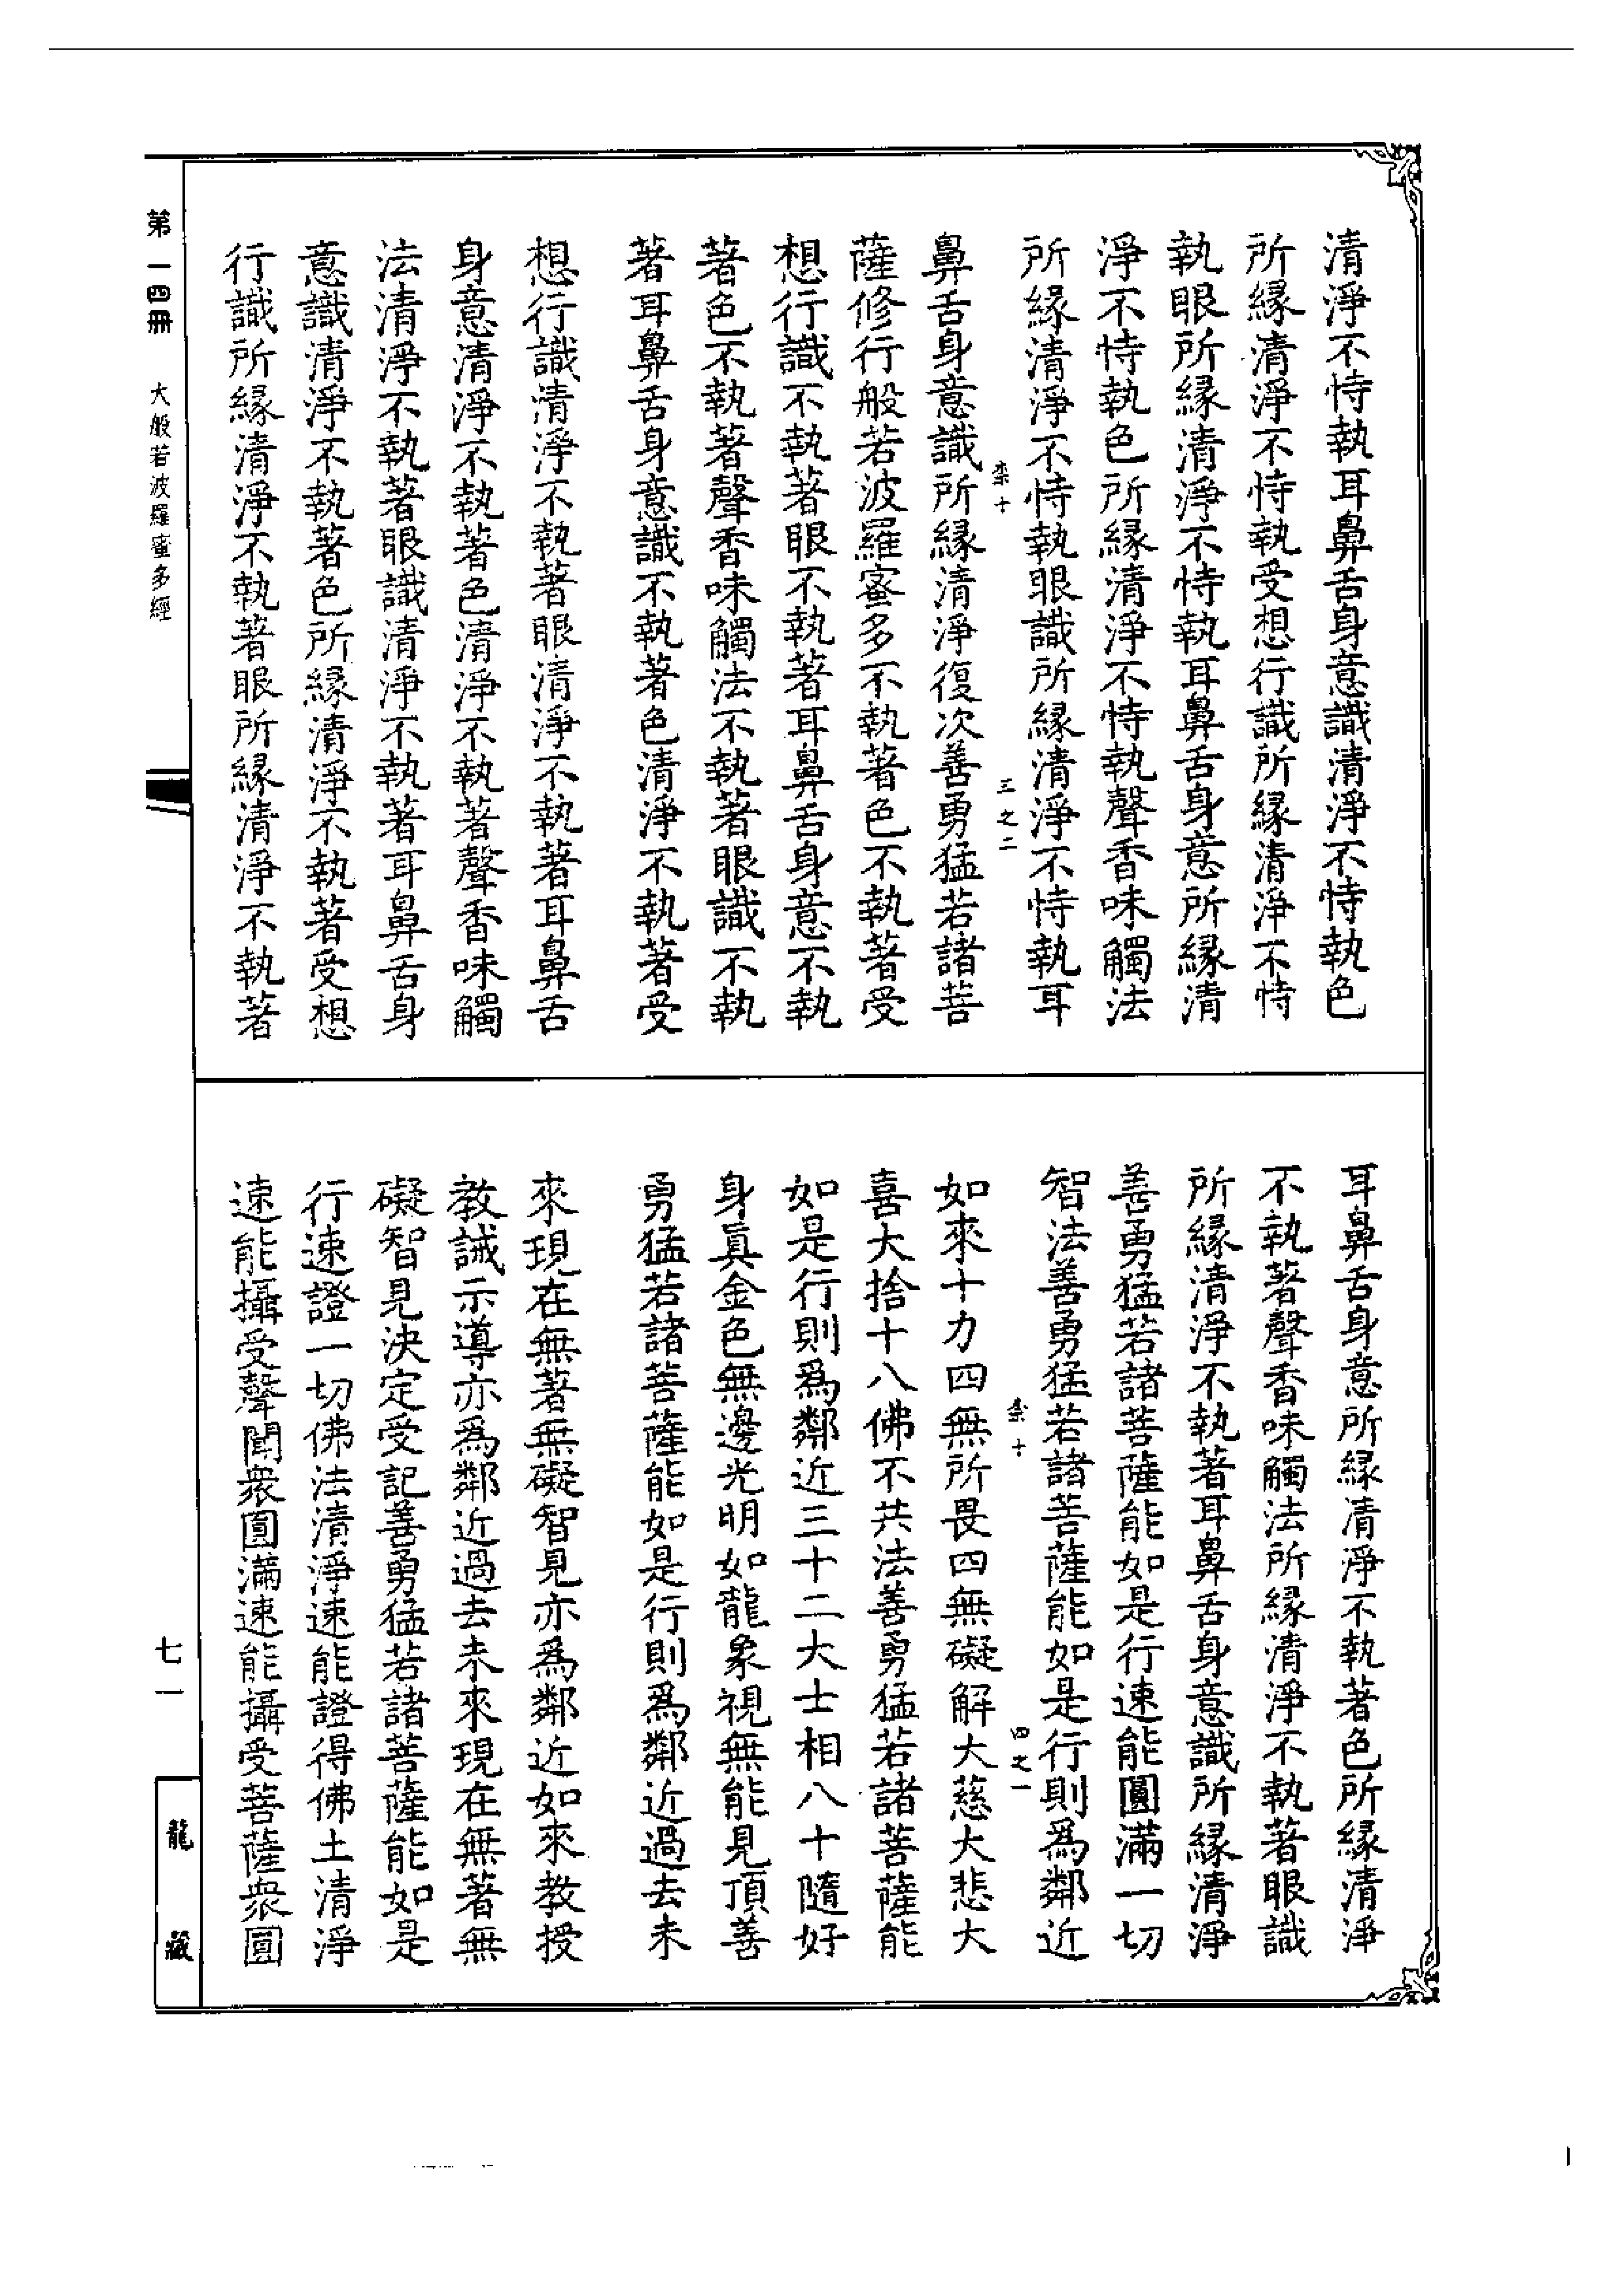 清淨不恃執耳鼻舌身意識清淨不恃執色
所緣清淨不恃執受想行識所緣清淨不恃
執眼所緣清淨不恃執耳鼻舌身意所緣清
淨不恃執色所緣清淨不恃執聲香味觸法
所緣清淨不恃執眼識所緣清淨不恃執耳
柰十 三之二
鼻舌身意識所緣清淨復次善勇猛若諸菩
薩修行般若波羅蜜多不執著色不執著受
想行識不執著眼不執著耳鼻舌身意不執
著色不執著聲香味觸法不執著眼識不執
著耳鼻舌身意識不執著色清淨不執著受
想行識清淨不執著眼清淨不執著耳鼻舌
身意清淨不執著色清淨不執著聲香味觸
法清淨不執著眼識清淨不執著耳鼻舌身
意識清淨不執著色所緣清淨不執著受想
行識所緣清淨不執著眼所緣清淨不執著
耳鼻舌身意所緣清淨不執著色所緣清淨
不執著聲香味觸法所緣清淨不執著眼識
所緣清淨不執著耳鼻舌身意識所緣清淨
善勇猛若諸菩薩能如是行速能圓滿一切
智法善勇猛若諸菩薩能如是行則爲鄰近
柰十 四之一
如來十力四無所畏四無礙解大慈大悲大
喜大捨十八佛不共法善勇猛若諸菩薩能
如是行則爲鄰近三十二大士相八十隨好
身眞金色無邊光明如龍象視無能見頂善
勇猛若諸菩薩能如是行則爲鄰近過去未
來現在無著無礙智見亦爲鄰近如來教授
教誡示導亦爲鄰近過去未來現在無著無
礙智見決定受記善勇猛若諸菩薩能如是
行速證一切佛法清淨速能證得佛土清淨
速能攝受聲聞衆圓滿速能攝受菩薩衆圓
第一四冊 大般若波羅蜜多經
七一
龍藏